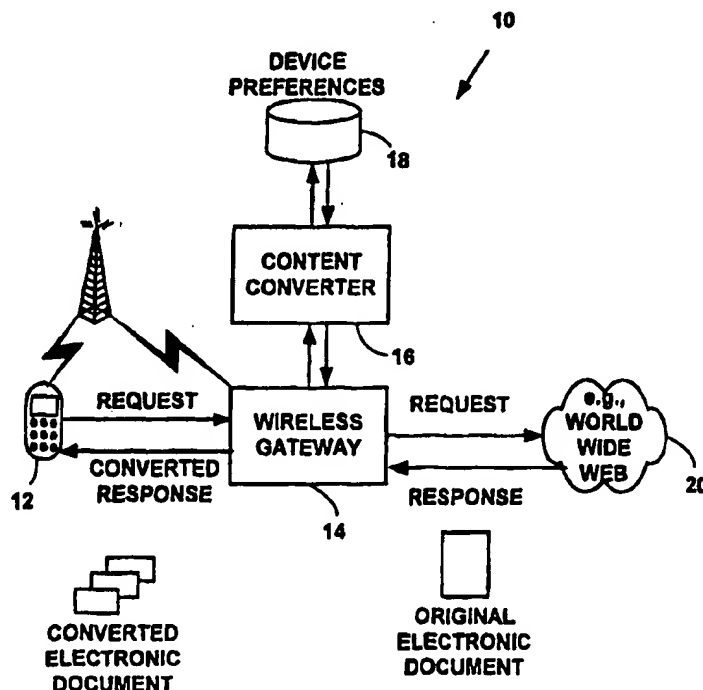 10
DEVICE
PREFERENCES
18
CONTENT
CONVERTER
16
REQUEST
WIRELESS
GATEWAY
REQUEST
e.g.,
WORLD
WIDE
WEB
CONVERTED
RESPONSE
RESPONSE
12
14
20
CONVERTED
ELECTRONIC
DOCUMENT
ORIGINAL
ELECTRONIC
DOCUMENT